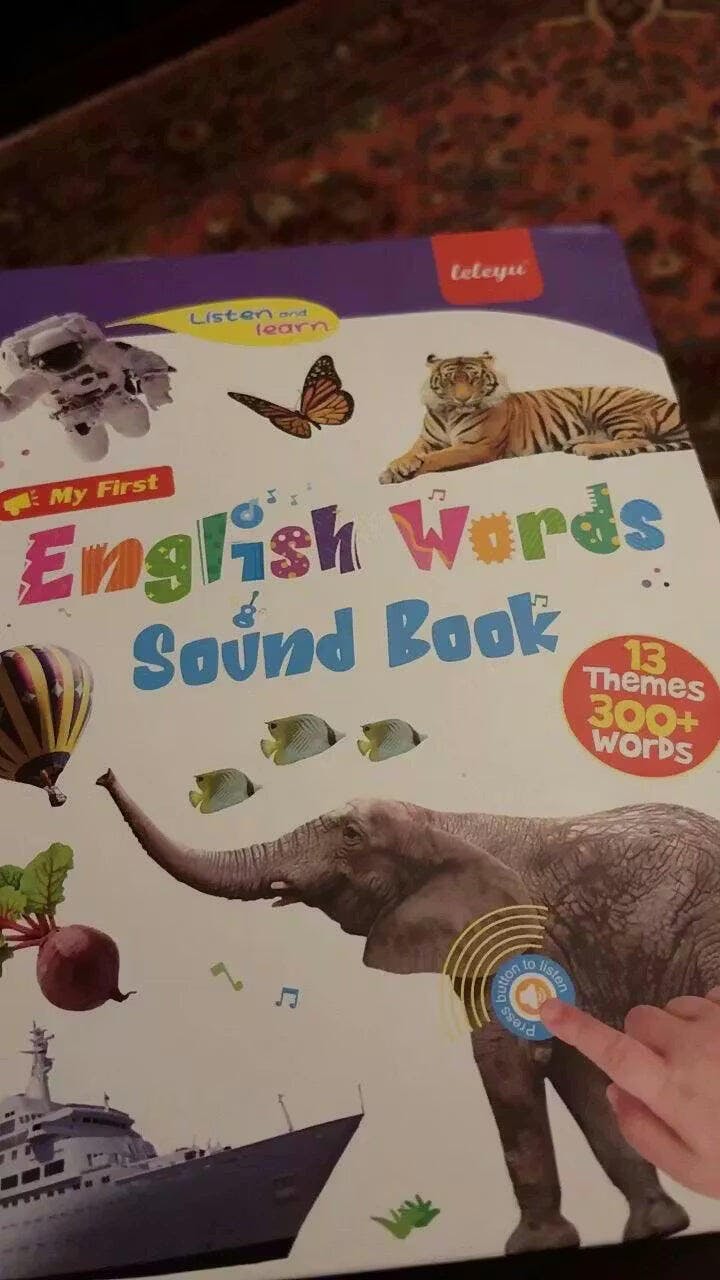 leleyu
Listen and
learn
My First
English Words
Sound Book
13
Themes
300+
words
Press button to listen